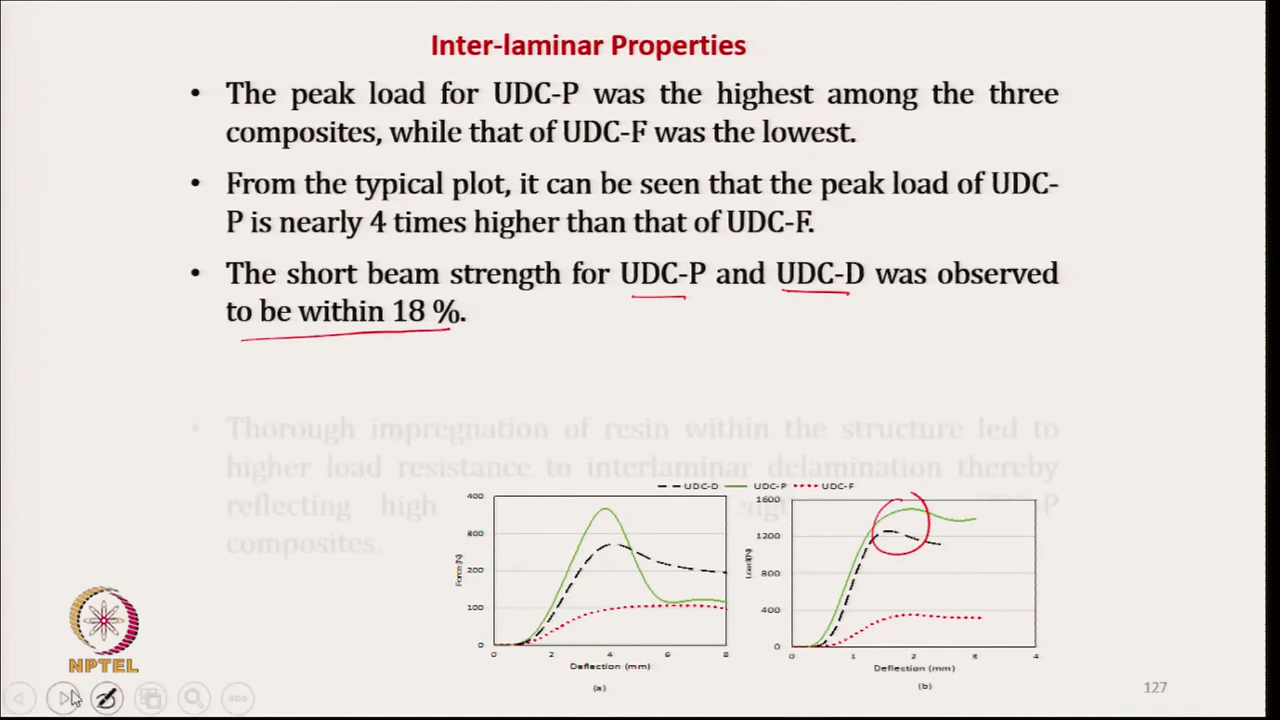 Inter-laminar Properties
• The peak load for UDC-P was the highest among the three
composites, while that of UDC-F was the lowest.
• From the typical plot, it can be seen that the peak load of UDC-
P is nearly 4 times higher than that of UDC-F.
• The short beam strength for UDC-P and UDC-D was observed
to be within 18 %.
• Thorough impregnation of resin within the structure led to
higher load resistance to interlaminar delamination thereby
reflecting high P
composites.
UDC-D UDC-P UDC-F
400
300
200
100
0
Force(N)
0 2 4 6 8
Deflection (mm)
(a)
1600
1200
800
400
0
Load(N)
0 1 2 3 4
Deflection (mm)
(b)
NPTEL
127